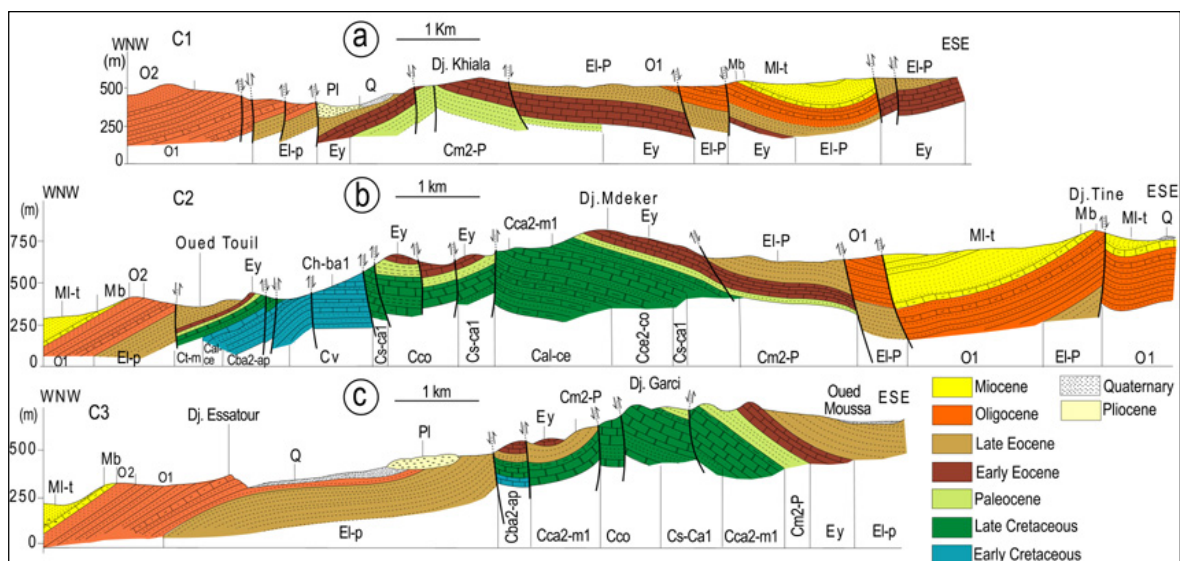 WNW C1 a 1 Km ESE
(m) O2 Dj. Khiala El-P O1 Mb Ml-t El-P
Pl Q
500
250
0
O1 El-p Ey Cm2-P Ey El-P Ey El-P Ey
WNW C2 b 1 km Dj.Mdeker Dj.Tine ESE
(m) Cca2-m1 Ey Mb Ml-t Q
750 Oued Touil Ey Ey El-P O1 Ml-t
Ch-ba1
500 O2 Ey
Ml-t Mb
250
0
O1 El-p Ct-m Cal-ce Cba2-ap Cv Cs-ca1 Cco Cs-ca1 Cal-ce Cce2-co Cs-ca1 Cm2-P El-P O1 El-P O1
WNW C3 c 1 km Dj. Garci Oued Moussa ESE
Dj. Essatour Cm2-P
(m) Q Pl Ey
500
Mb O2 O1
Ml-t
250
0
El-p Cba2-ap Cca2-m1 Cco Cs-Ca1 Cca2-m1 Cm2-P Ey El-p
Miocene
Oligocene
Late Eocene
Early Eocene
Paleocene
Late Cretaceous
Early Cretaceous
Quaternary
Pliocene